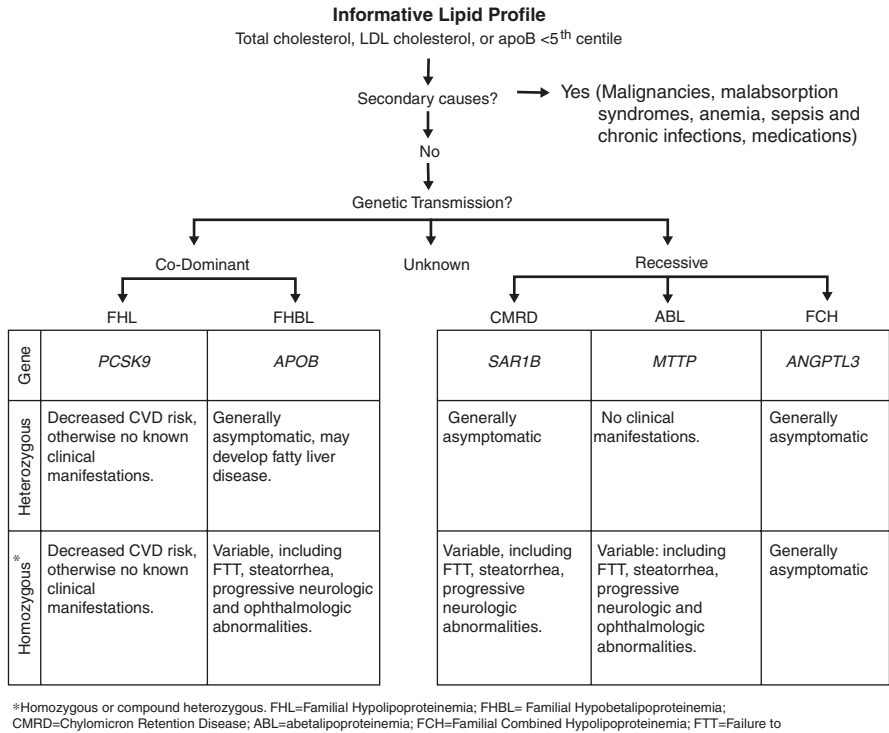 Informative Lipid Profile
Total cholesterol, LDL cholesterol, or apoB <5th centile
Secondary causes?
Yes (Malignancies, malabsorption
syndromes, anemia, sepsis and
chronic infections, medications)
No
Genetic Transmission?
Co-Dominant
Unknown
Recessive
FHL
FHBL
CMRD
ABL
FCH
Gene
PCSK9
APOB
SAR1B
MTTP
ANGPTL3
Heterozygous
Decreased CVD risk,
otherwise no known
clinical
manifestations.
Generally
asymptomatic, may
develop fatty liver
disease.
Generally
asymptomatic
No clinical
manifestations.
Generally
asymptomatic
Homozygous*
Decreased CVD risk,
otherwise no known
clinical
manifestations.
Variable, including
FTT, steatorrhea,
progressive neurologic
and ophthalmologic
abnormalities.
Variable, including
FTT, steatorrhea,
progressive
neurologic
abnormalities.
Variable: including
FTT, steatorrhea,
progressive
neurologic and
ophthalmologic
abnormalities.
Generally
asymptomatic
*Homozygous or compound heterozygous. FHL=Familial Hypolipoproteinemia; FHBL= Familial Hypobetalipoproteinemia;
CMRD=Chylomicron Retention Disease; ABL=abetalipoproteinemia; FCH=Familial Combined Hypolipoproteinemia; FTT=Failure to